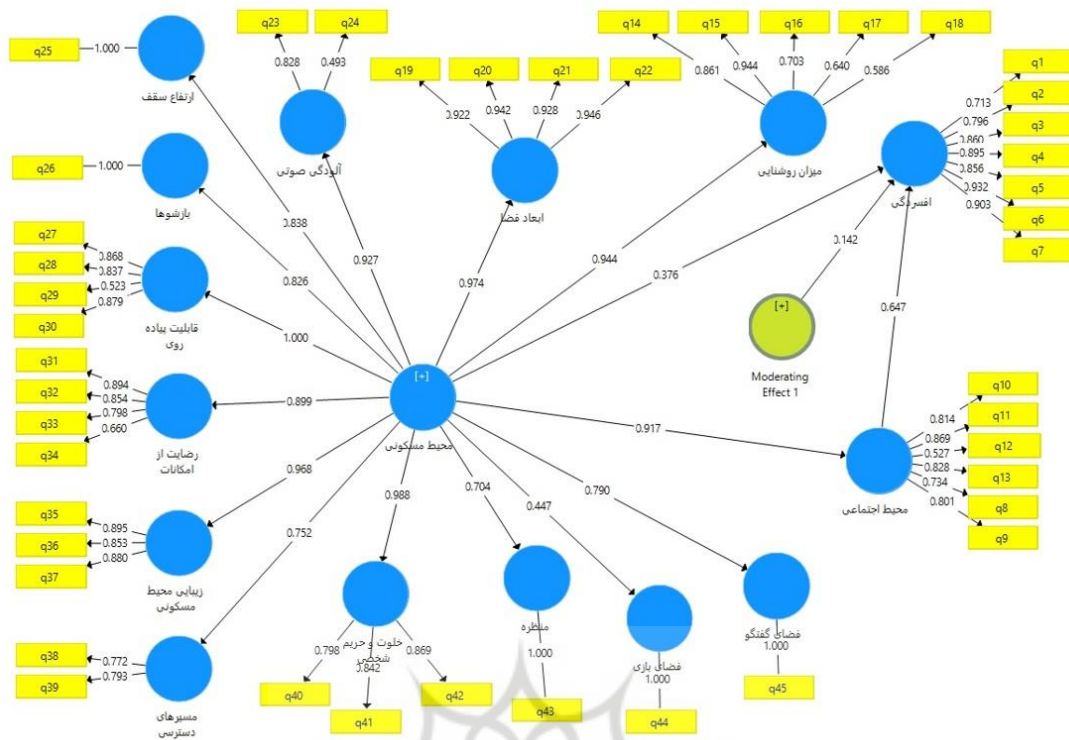 q25
1.000
ارتفاع سقف
q26
1.000
بازشوها
q27
q28
q29
q30
0.868
0.837
0.523
0.879
قابلیت پیاده
روی
q31
q32
q33
q34
0.894
0.854
0.798
0.660
رضایت از
امکانات
q35
q36
q37
0.895
0.853
0.880
زیبایی محیط
مسکونی
q38
q39
0.772
0.793
مسیرهای
دسترسی
q23
q24
0.828
0.493
آلودگی صوتی
q19
q20
q21
q22
0.922
0.942
0.928
0.946
ابعاد فضا
q14
q15
q16
q17
q18
0.861
0.944
0.703
0.640
0.586
میزان روشنایی
q1
q2
q3
q4
q5
q6
q7
0.713
0.796
0.860
0.895
0.856
0.932
0.903
افسردگی
0.838
0.826
0.927
0.974
0.944
0.376
0.142
0.647
1.000
0.899
0.968
0.752
0.988
0.704
0.447
0.790
0.917
[+]
محیط مسکونی
[+]
Moderating
Effect 1
q10
q11
q12
q13
q8
q9
0.814
0.869
0.527
0.828
0.734
0.801
محیط اجتماعی
خلوت و حریم
شخصی
0.798
0.842
0.869
q40
q41
q42
منظره
1.000
q43
فضای بازی
1.000
q44
فضای گفتگو
1.000
q45